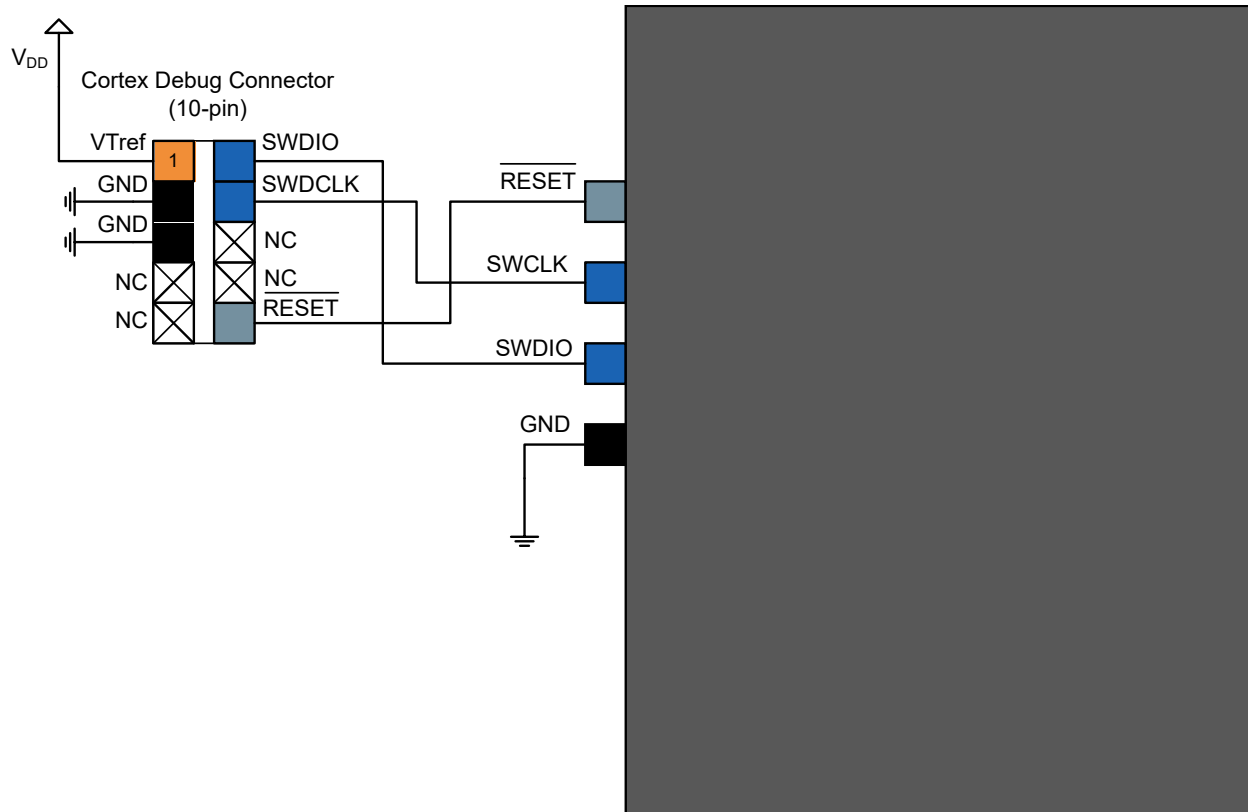 V_DD
Cortex Debug Connector
(10-pin)
VTref
1
SWDIO
GND
SWDCLK
GND
NC
NC
NC
NC
RESET
RESET
SWCLK
SWDIO
GND